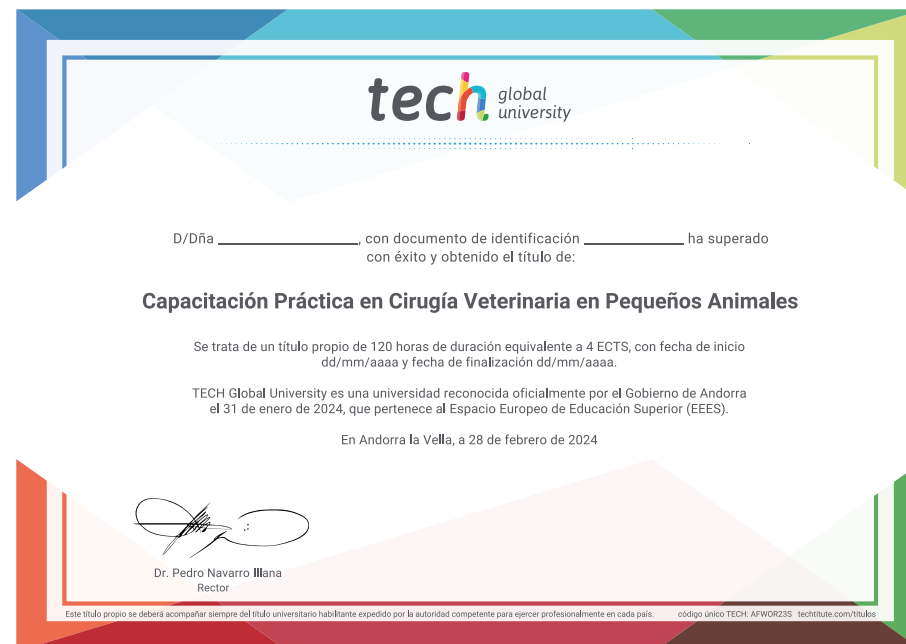 tech global university
D/Dña ____________________, con documento de identificación ______________ ha superado
con éxito y obtenido el título de:
Capacitación Práctica en Cirugía Veterinaria en Pequeños Animales
Se trata de un título propio de 120 horas de duración equivalente a 4 ECTS, con fecha de inicio
dd/mm/aaaa y fecha de finalización dd/mm/aaaa.
TECH Global University es una universidad reconocida oficialmente por el Gobierno de Andorra
el 31 de enero de 2024, que pertenece al Espacio Europeo de Educación Superior (EEES).
En Andorra la Vella, a 28 de febrero de 2024
Dr. Pedro Navarro Illana
Rector
Este título propio se deberá acompañar siempre del título universitario habilitante expedido por la autoridad competente para ejercer profesionalmente en cada país. código único TECH: AFWOR23S techtitute.com/titulos